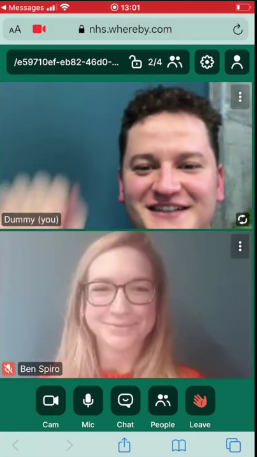 Messages
13:01
AA
nhs.whereby.com
/e59710ef-eb82-46d0-...
2/4
Dummy (you)
Ben Spiro
Cam
Mic
Chat
People
Leave